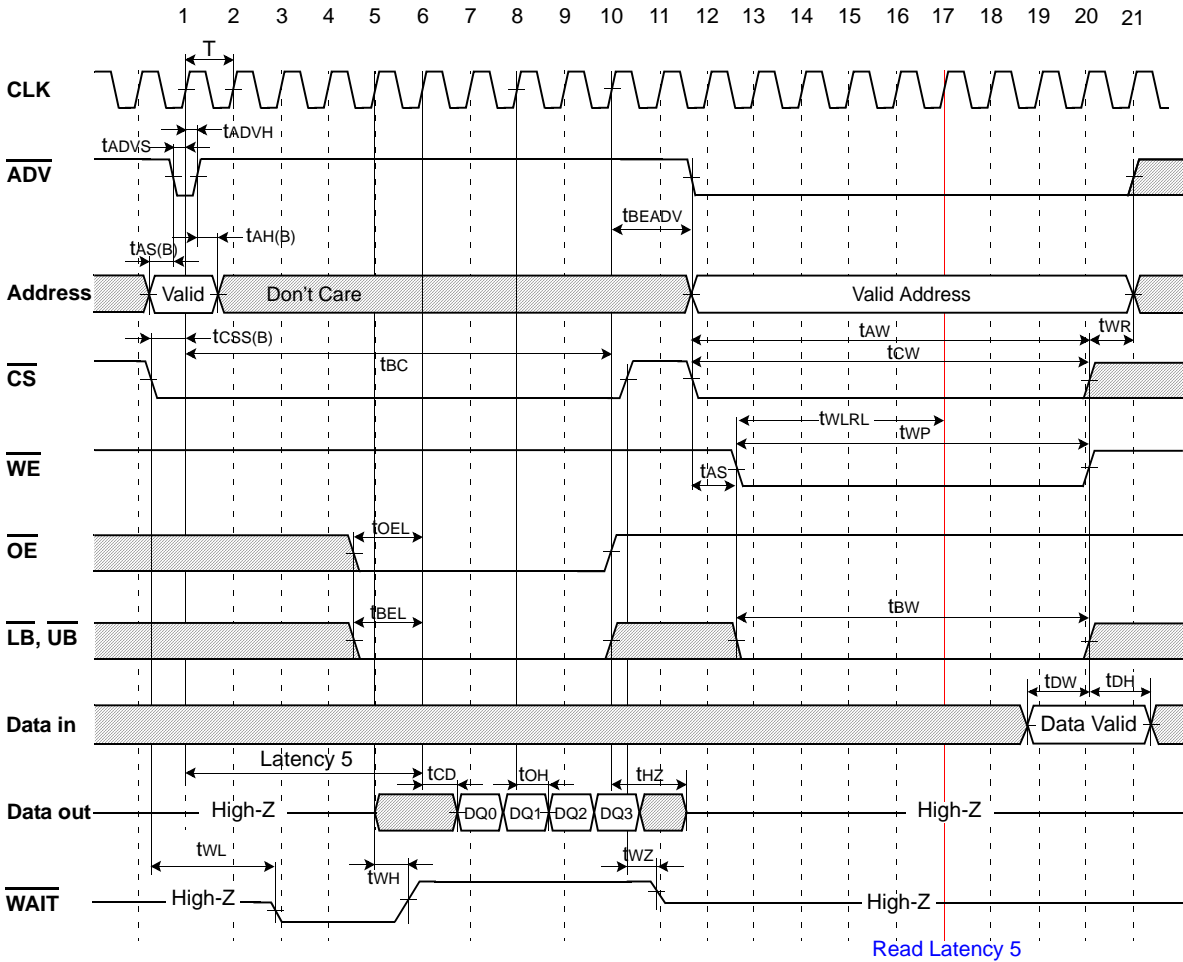 1 2 3 4 5 6 7 8 9 10 11 12 13 14 15 16 17 18 19 20 21
T
CLK
tADVH
tADVS
ADV
tBEADV
tAS(B) tAH(B)
Address Valid Don't Care Valid Address
tCSS(B) tAW tWR
tBC tCW
CS
tWLRL
tWP
WE
tAS
tOEL
OE
tBEL tBW
LB, UB
tDW tDH
Data in Data Valid
Latency 5
tCD tOH tHZ
Data out High-Z DQ0 DQ1 DQ2 DQ3 High-Z
tWL tWH tWZ
WAIT High-Z High-Z
Read Latency 5